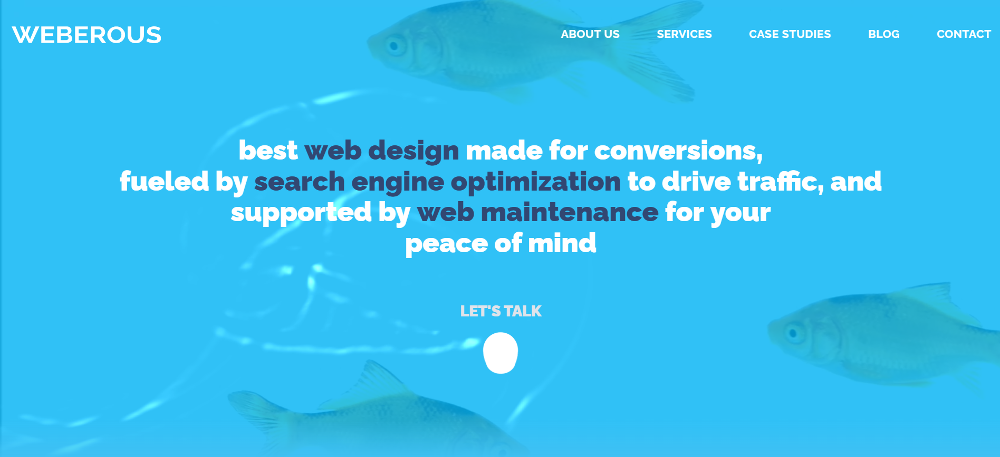 WEBEROUS
ABOUT US SERVICES CASE STUDIES BLOG CONTACT
best web design made for conversions,
fueled by search engine optimization to drive traffic, and
supported by web maintenance for your
peace of mind
LET'S TALK